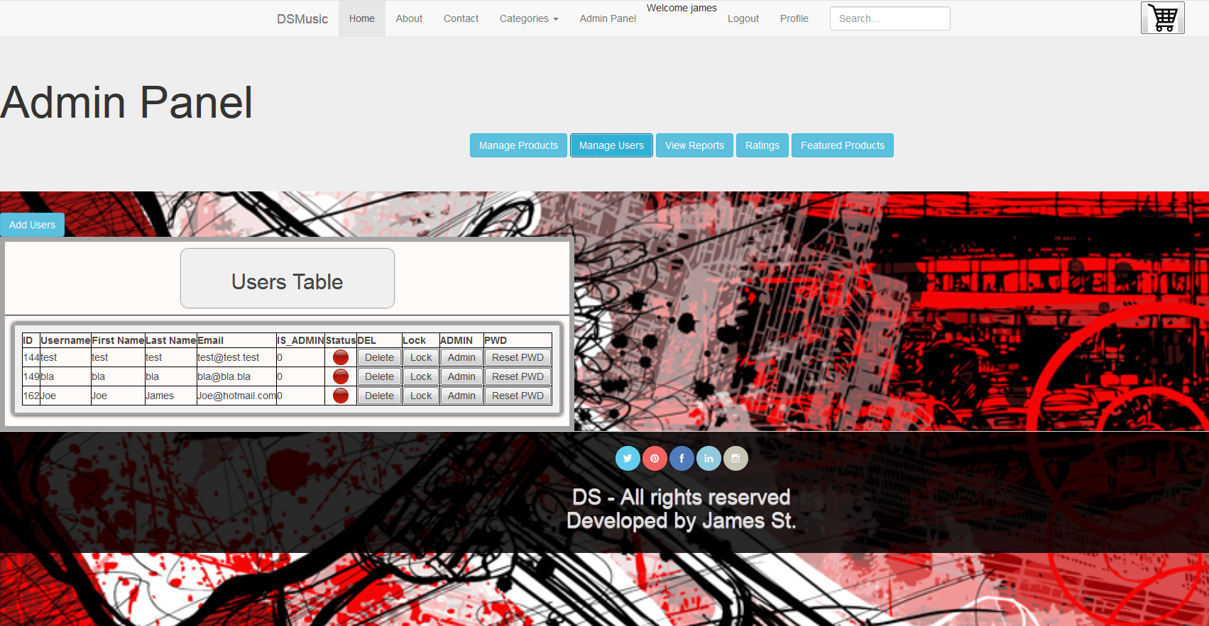 DSMusic Home About Contact Categories Admin Panel Welcome james Logout Profile Search...
Admin Panel
Manage Products Manage Users View Reports Ratings Featured Products
Add Users
Users Table
ID Username First Name Last Name Email IS_ADMIN Status DEL Lock ADMIN PWD
144 test test test test@test.test 0 Delete Lock Admin Reset PWD
149 bla bla bla bla@bla.bla 0 Delete Lock Admin Reset PWD
162 Joe Joe James Joe@hotmail.com 0 Delete Lock Admin Reset PWD
DS - All rights reserved
Developed by James St.